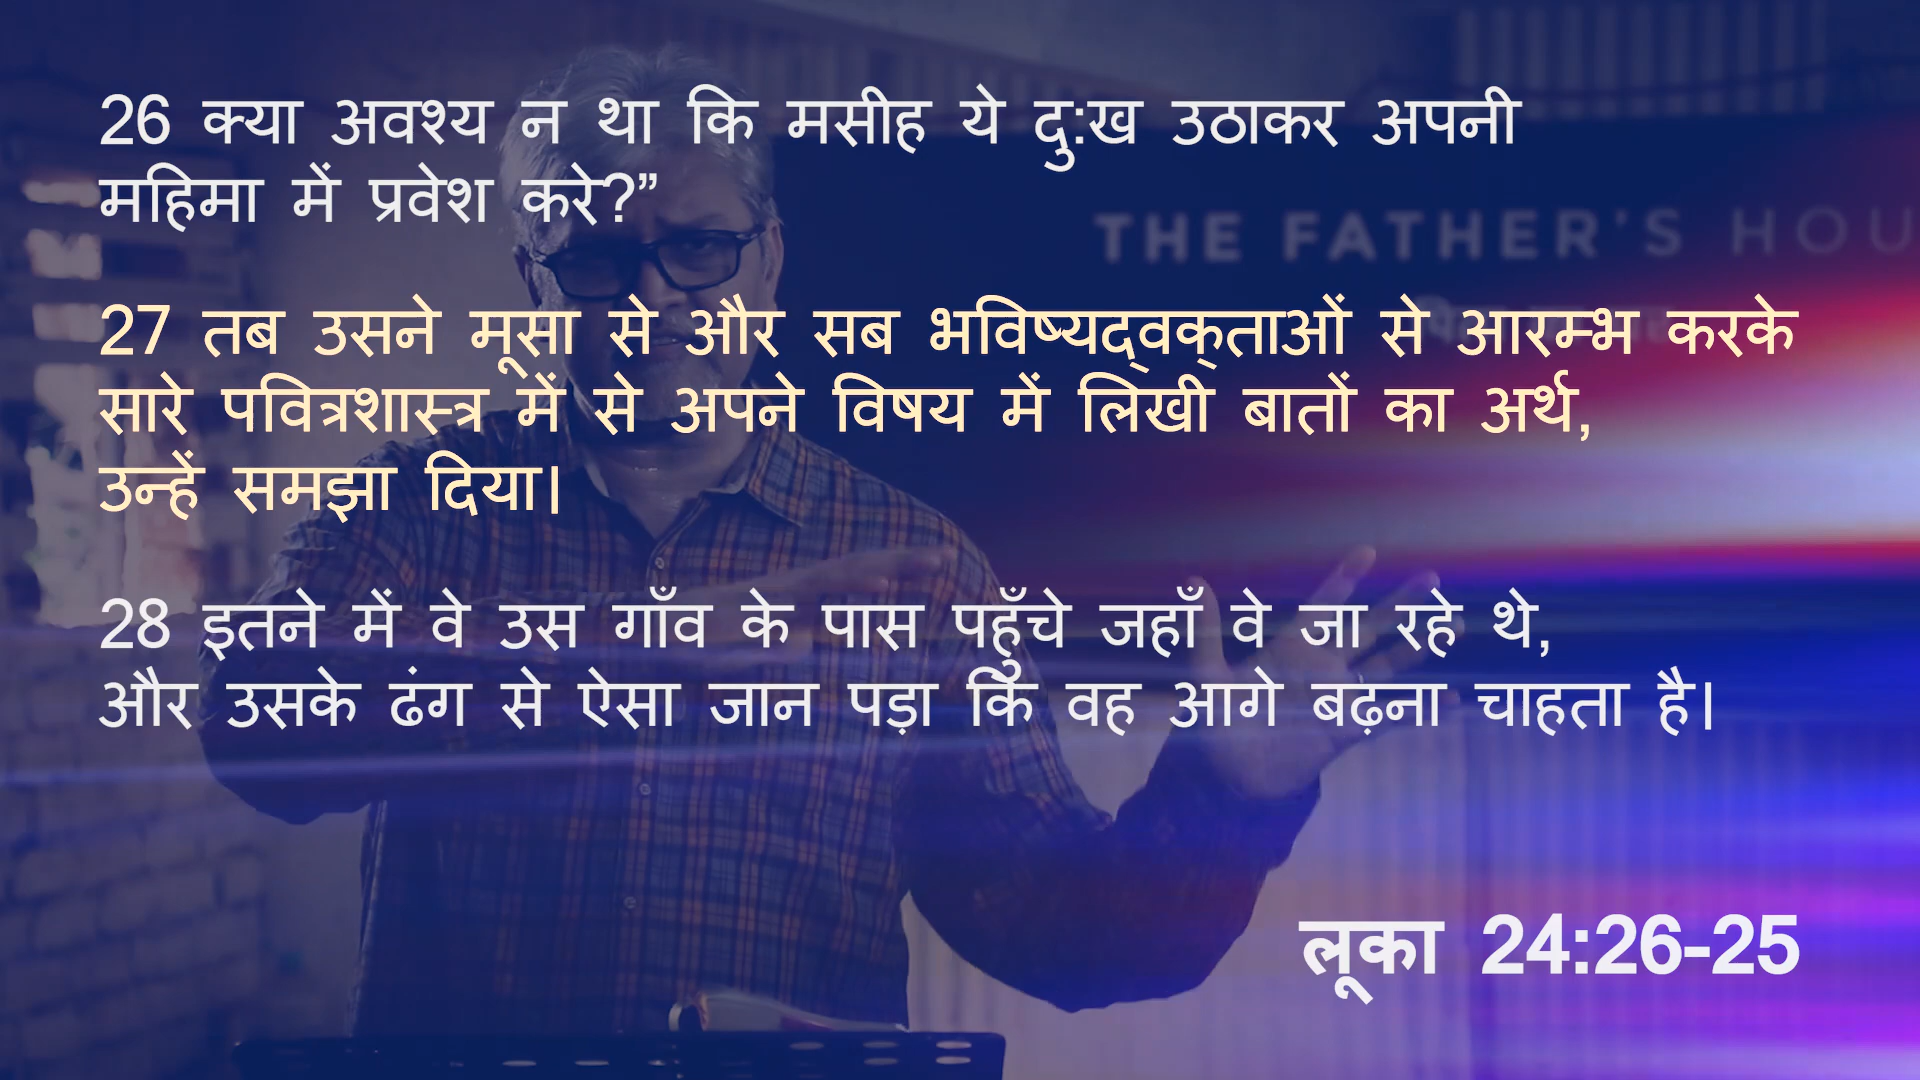 26 क्या अवश्य न था कि मसीह ये दु:ख उठाकर अपनी
महिमा में प्रवेश करे?”
THE FATHER'S HOU
27 तब उसने मूसा से और सब भविष्यद्‌वक्‌ताओं से आरम्भ करके
सारे पवित्रशास्त्र में से अपने विषय में लिखी बातों का अर्थ,
उन्हें समझा दिया।
28 इतने में वे उस गाँव के पास पहुँचे जहाँ वे जा रहे थे,
और उसके ढंग से ऐसा जान पड़ा कि वह आगे बढ़ना चाहता है।
लूका 24:26-25